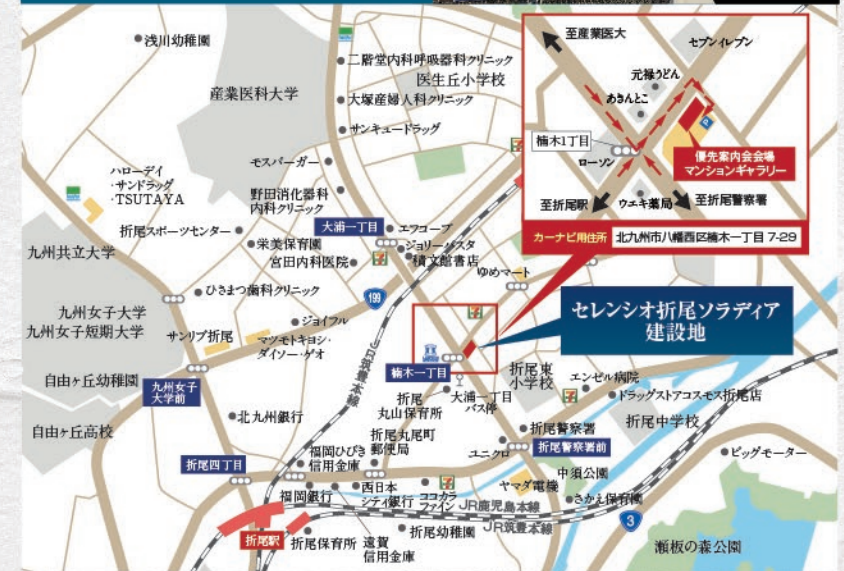 浅川幼稚園
二階堂内科呼吸器科クリニック
医生丘小学校
産業医科大学
大塚産婦人科クリニック
サンキュードラッグ
モスバーガー
ハローデイ
・サンドラッグ
・TSUTAYA
野田消化器科
内科クリニック
大浦一丁目
エフコープ
折尾スポーツセンター
ジョリーパスタ
栄美保育園
積文館書店
宮田内科医院
九州共立大学
ゆめマート
ひさまつ歯科クリニック
199
九州女子大学
九州女子短期大学
ジョイフル
サンリブ折尾
マツモトキヨシ・
ダイソー・ゲオ
JR筑豊本線
自由ヶ丘幼稚園
九州女子
大学前
楠木一丁目
折尾東
小学校
エンゼル病院
ドラッグストアコスモス折尾店
折尾
丸山保育所
大浦一丁目
バス停
折尾中学校
自由ヶ丘高校
北九州銀行
折尾丸尾町
郵便局
折尾警察署
ユニクロ
折尾警察署前
ビッグモーター
折尾四丁目
福岡ひびき
信用金庫
中須公園
福岡銀行
西日本
シティ銀行
ココカラ
ファイン
ヤマダ電機
さかえ保育園
JR鹿児島本線
JR筑豊本線
3
折尾駅
折尾保育所
遠賀
信用金庫
折尾幼稚園
瀬板の森公園
至産業医大
セブンイレブン
元禄うどん
あきんとこ
P
楠木1丁目
ローソン
優先案内会会場
マンションギャラリー
至折尾駅
ウエキ薬局
至折尾警察署
カーナビ用住所
北九州市八幡西区楠木一丁目 7-29
セレンシオ折尾ソラディア
建設地